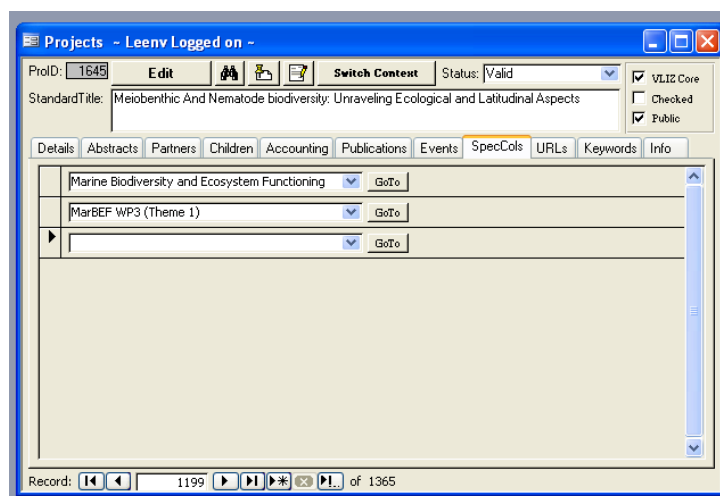 Projects ~ Leenv Logged on ~
ProID: 1645 Edit Switch Context Status: Valid VLIZ Core
StandardTitle: Meiobenthic And Nematode biodiversity: Unraveling Ecological and Latitudinal Aspects Checked
Public
Details Abstracts Partners Children Accounting Publications Events SpecCols URLs Keywords Info
Marine Biodiversity and Ecosystem Functioning GoTo
MarBEF WP3 (Theme 1) GoTo
GoTo
Record: 1199 of 1365